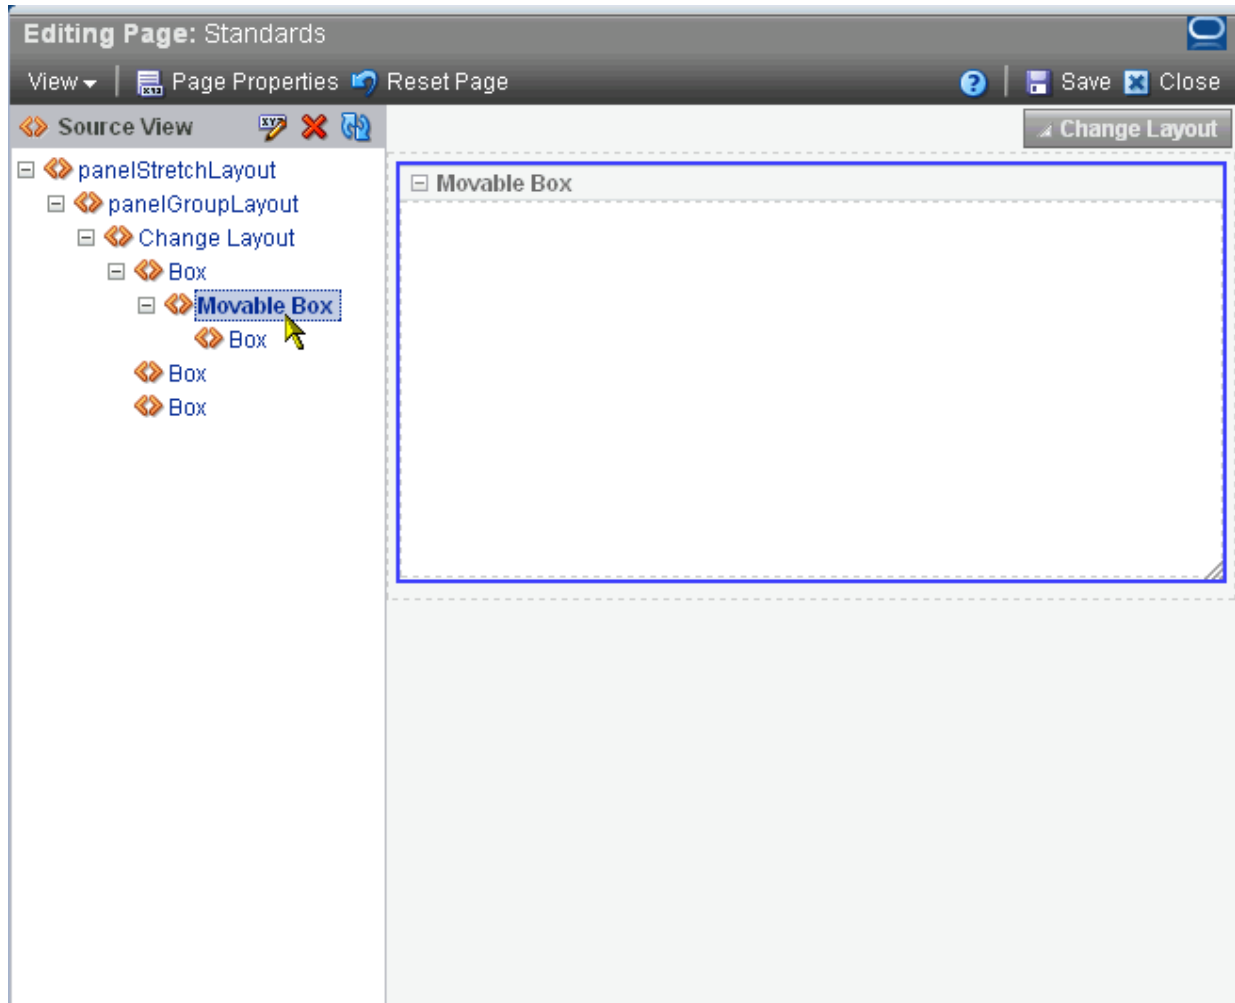 Editing Page: Standards
View Page Properties Reset Page Save Close
Source View
Change Layout
panelStretchLayout
panelGroupLayout
Change Layout
Box
Movable Box
Box
Box
Box
Movable Box